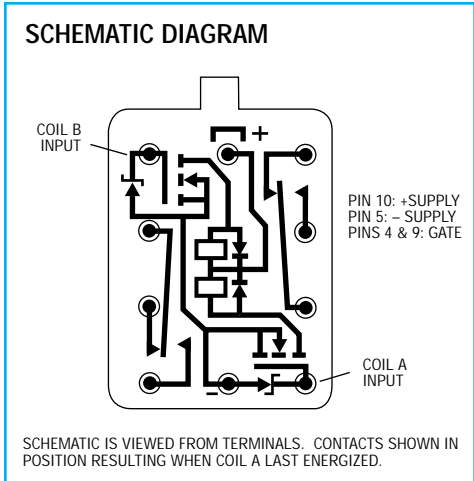 SCHEMATIC DIAGRAM
COIL B
INPUT
+
PIN 10: +SUPPLY
PIN 5: – SUPPLY
PINS 4 & 9: GATE
COIL A
INPUT
–
SCHEMATIC IS VIEWED FROM TERMINALS.  CONTACTS SHOWN IN
POSITION RESULTING WHEN COIL A LAST ENERGIZED.